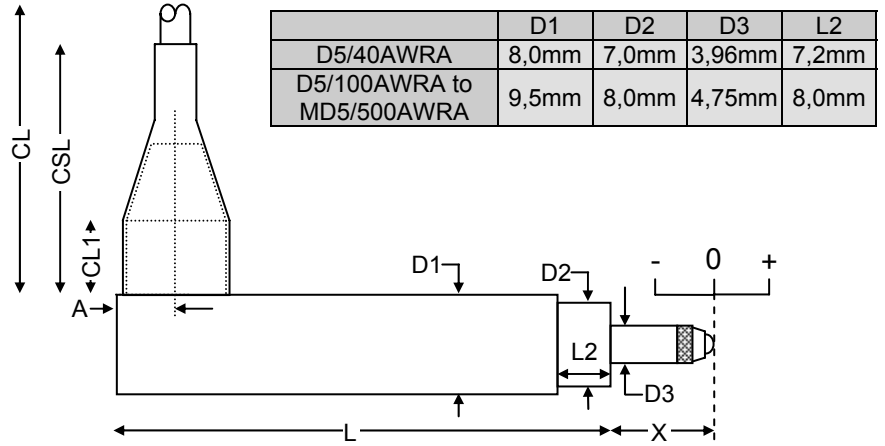 D1 D2 D3 L2
D5/40AWRA 8,0mm 7,0mm 3,96mm 7,2mm
D5/100AWRA to
MD5/500AWRA 9,5mm 8,0mm 4,75mm 8,0mm
CL
CSL
CL1
A
D1
D2
- 0 +
L2
D3
L
X